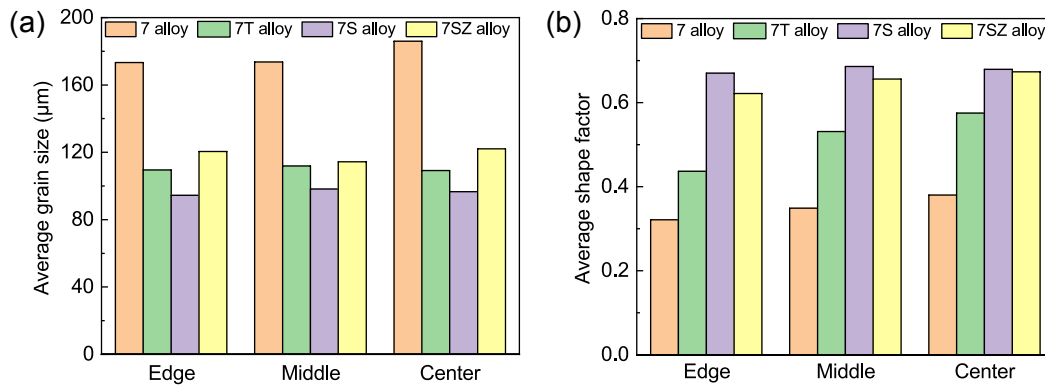 (a)
7 alloy 7T alloy 7S alloy 7SZ alloy
Average grain size (μm)
200
160
120
80
40
0
Edge Middle Center
(b)
7 alloy 7T alloy 7S alloy 7SZ alloy
Average shape factor
0.8
0.6
0.4
0.2
0.0
Edge Middle Center